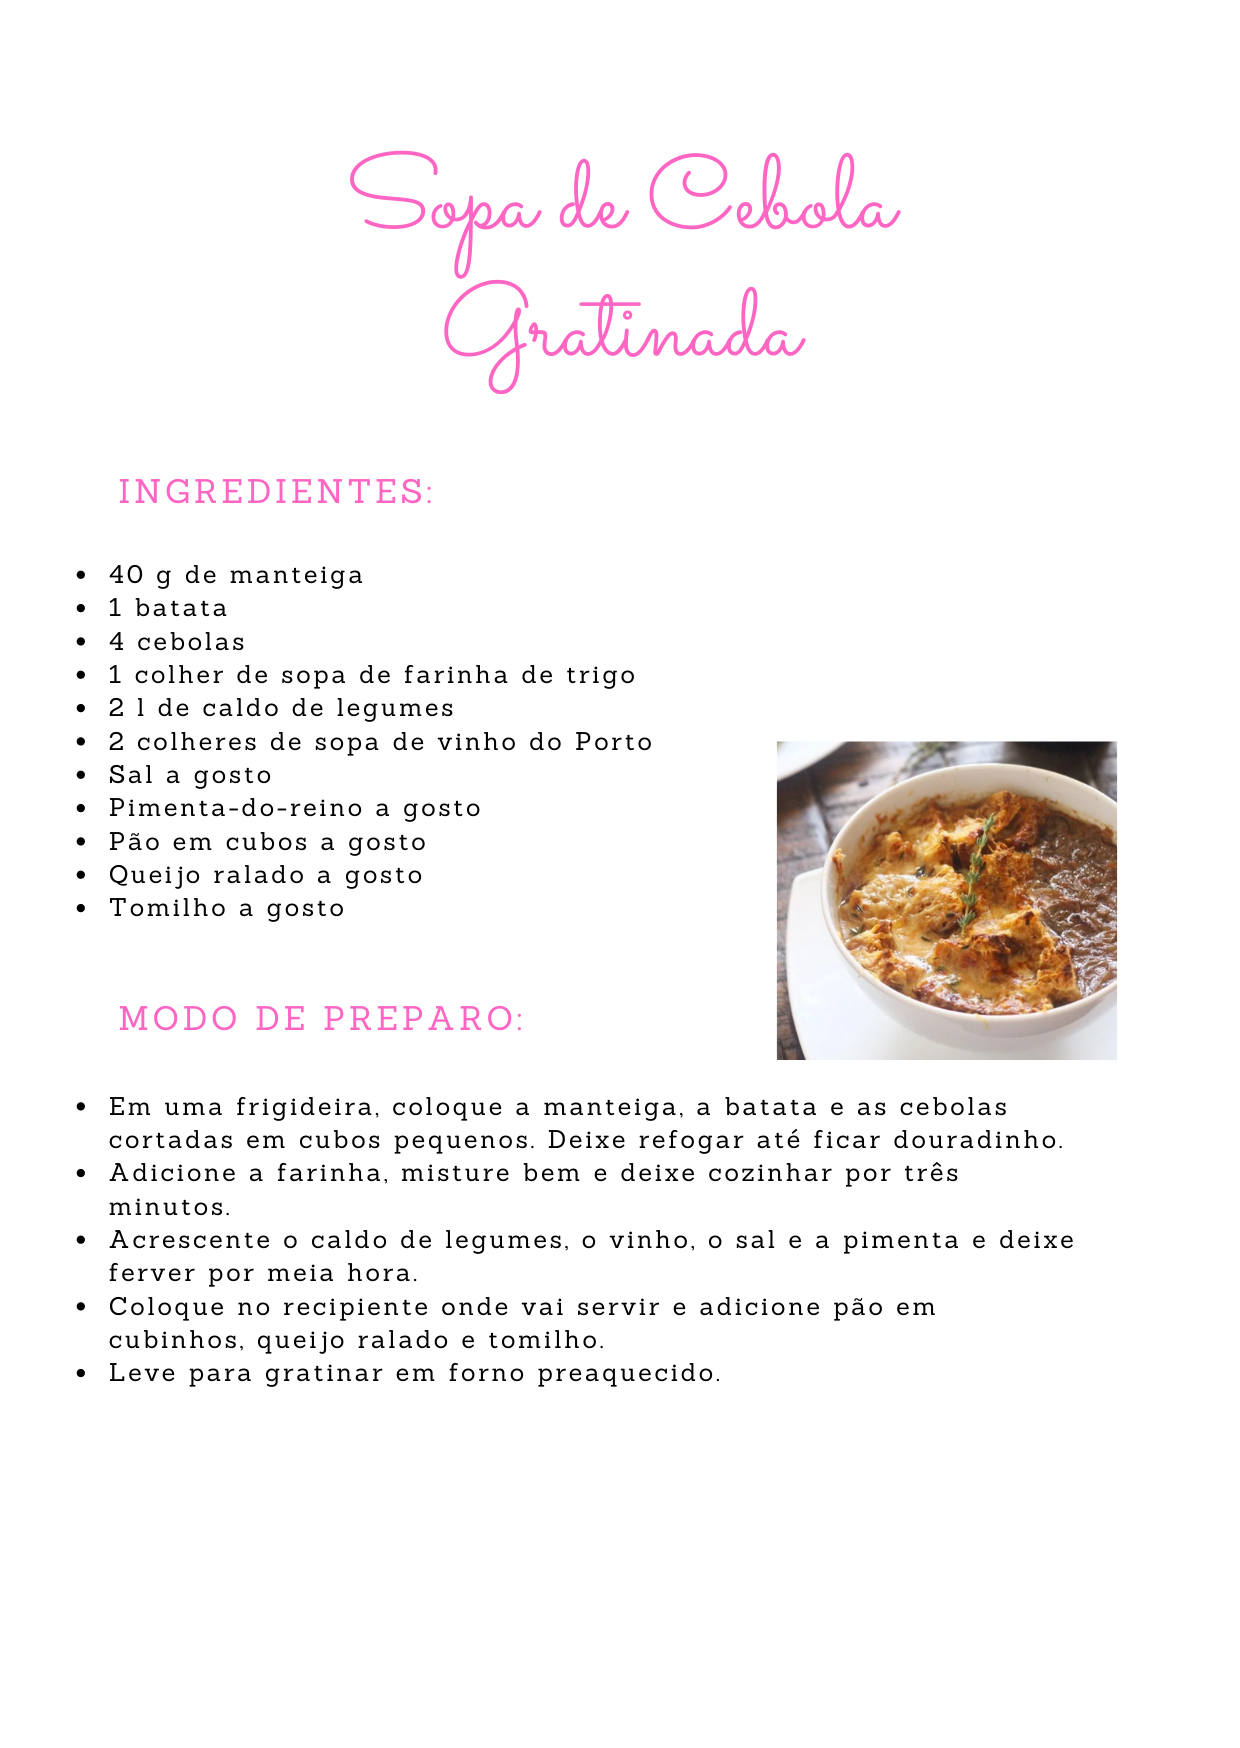 Sopa de Cebola
Gratinada
INGREDIENTES:
• 40 g de manteiga
• 1 batata
• 4 cebolas
• 1 colher de sopa de farinha de trigo
• 2 l de caldo de legumes
• 2 colheres de sopa de vinho do Porto
• Sal a gosto
• Pimenta-do-reino a gosto
• Pão em cubos a gosto
• Queijo ralado a gosto
• Tomilho a gosto
MODO DE PREPARO:
• Em uma frigideira, coloque a manteiga, a batata e as cebolas
cortadas em cubos pequenos. Deixe refogar até ficar douradinho.
• Adicione a farinha, misture bem e deixe cozinhar por três
minutos.
• Acrescente o caldo de legumes, o vinho, o sal e a pimenta e deixe
ferver por meia hora.
• Coloque no recipiente onde vai servir e adicione pão em
cubinhos, queijo ralado e tomilho.
• Leve para gratinar em forno preaquecido.